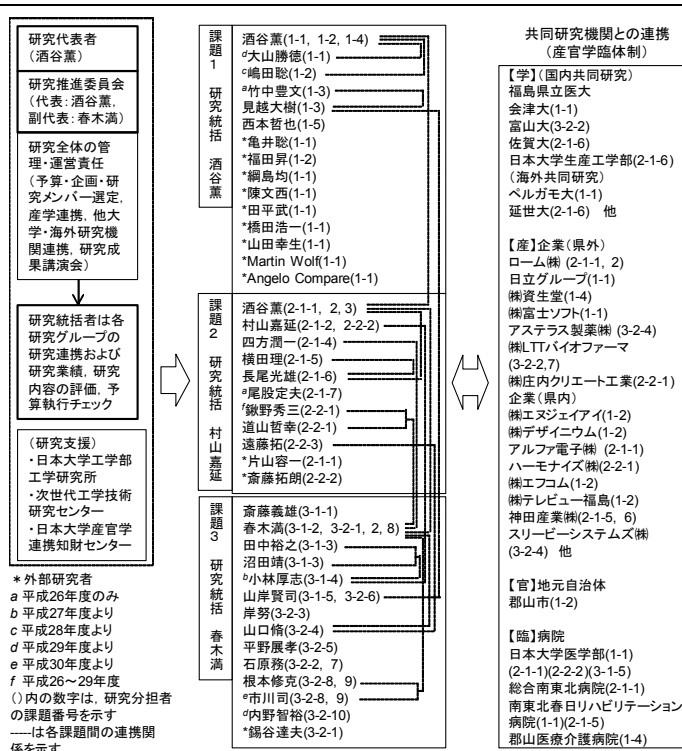 研究代表者
(酒谷薫)
研究推進委員会
(代表:酒谷薫,
副代表:春木満)
研究全体の管
理・運営責任
(予算・企画・研
究メンバー選定,
産学連携, 他大
学・海外研究機
関連携, 研究成
果講演会)
研究統括者は各
研究グループの
研究連携および
研究業績, 研究
内容の評価, 予
算執行チェック
(研究支援)
・日本大学工学部
工学研究所
・次世代工学技術
研究センター
・日本大学産官学
連携知財センター
* 外部研究者
a 平成26年度のみ
b 平成27年度より
c 平成28年度より
d 平成29年度より
e 平成30年度より
f 平成26~29年度
()内の数字は, 研究分担者
の課題番号を示す
-----は各課題間の連携関
係を示す
課題1 研究統括 酒谷薫
酒谷薫(1-1, 1-2, 1-4)
d大山勝徳(1-1)
c嶋田聡(1-2)
a竹中豊文(1-3)
見越大樹(1-3)
西本哲也(1-5)
*亀井聡(1-1)
*福田昇(1-2)
*綱島均(1-1)
*陳文西(1-1)
*田平武(1-1)
*橋田浩一(1-1)
*山田幸生(1-1)
*Martin Wolf(1-1)
*Angelo Compare(1-1)
課題2 研究統括 村山嘉延
酒谷薫(2-1-1, 2, 3)
村山嘉延(2-1-2, 2-2-2)
四方潤一(2-1-4)
横田理(2-1-5)
長尾光雄(2-1-6)
a尾股定夫(2-1-7)
f鍬野秀三(2-2-1)
道山哲幸(2-2-1)
遠藤拓(2-2-3)
*片山容一(2-1-1)
*斎藤拓朗(2-2-2)
課題3 研究統括 春木満
斎藤義雄(3-1-1)
春木満(3-1-2, 3-2-1, 2, 8)
田中裕之(3-1-3)
沼田靖(3-1-3)
b小林厚志(3-1-4)
山岸賢司(3-1-5, 3-2-6)
岸努(3-2-3)
山口脩(3-2-4)
平野展孝(3-2-5)
石原務(3-2-2, 7)
根本修克(3-2-8, 9)
e市川司(3-2-8, 9)
d内野智裕(3-2-10)
*錫谷達夫(3-2-1)
共同研究機関との連携
(産官学臨体制)
【学】(国内共同研究)
福島県立医大
会津大(1-1)
富山大(3-2-2)
佐賀大(2-1-6)
日本大学生産工学部(2-1-6)
(海外共同研究)
ベルガモ大(1-1)
延世大(2-1-6) 他
【産】企業(県外)
ローム㈱ (2-1-1, 2)
日立グループ(1-1)
㈱資生堂(1-4)
㈱富士ソフト(1-1)
アステラス製薬㈱ (3-2-4)
㈱LTTバイオファーマ
(3-2-2,7)
㈱庄内クリエート工業(2-2-1)
企業(県内)
㈱エヌジェイアイ(1-2)
㈱デザイニウム(1-2)
アルファ電子㈱ (2-1-1)
ハーモナイズ㈱(2-2-1)
㈱エフコム(1-2)
㈱テレビュー福島(1-2)
神田産業㈱(2-1-5, 6)
スリービーシステムズ㈱
(3-2-4) 他
【官】地元自治体
郡山市(1-2)
【臨】病院
日本大学医学部(1-1)
(2-1-1)(2-2-2)(3-1-5)
総合南東北病院(2-1-1)
南東北春日リハビリテーション
病院(1-1)(2-1-5)
郡山医療介護病院(1-4)